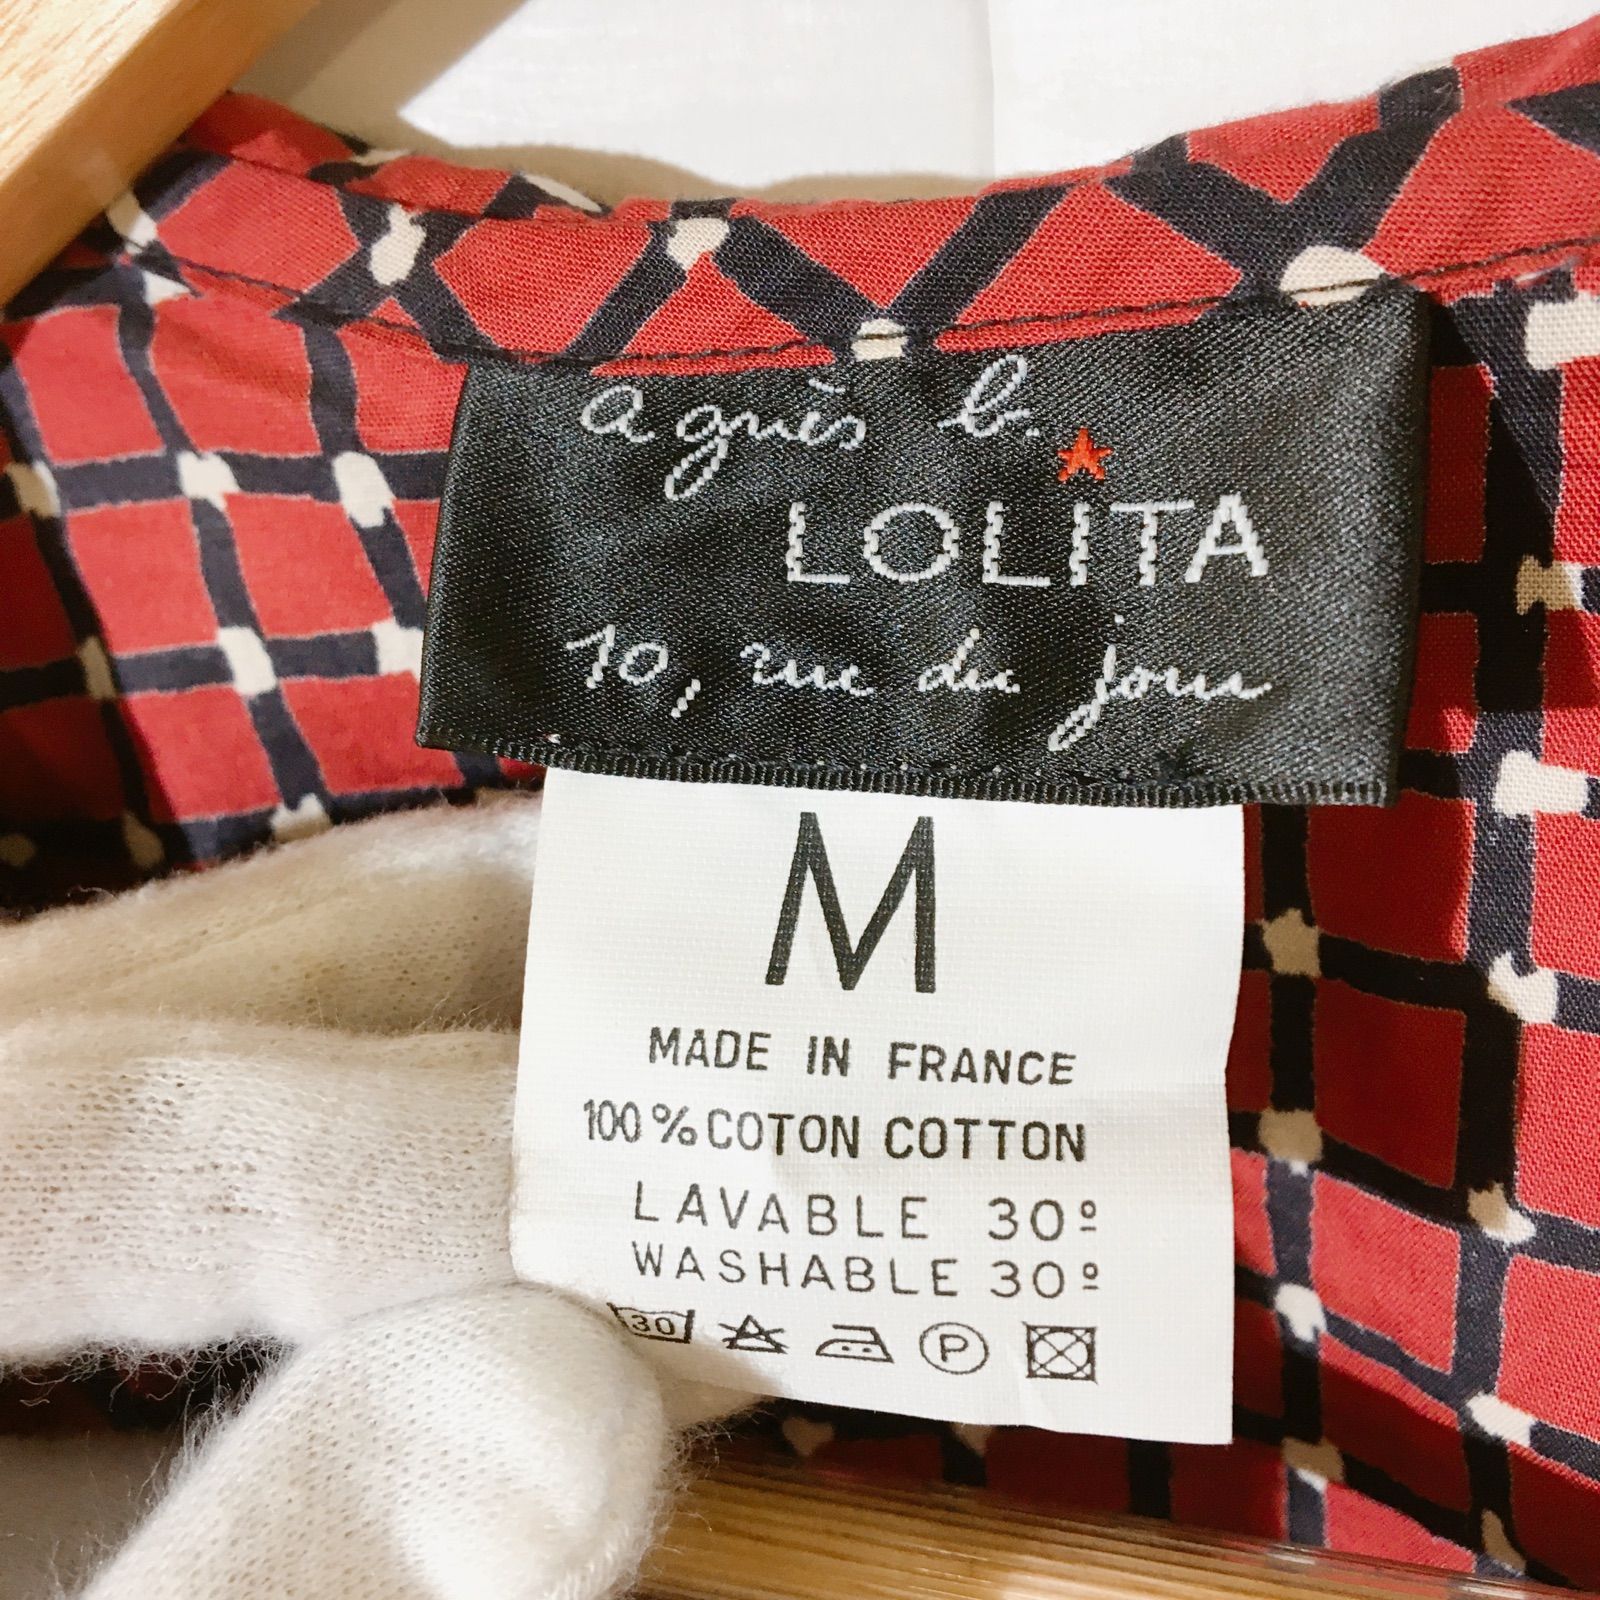 agnès b.
LOLiTA
10, rue du jour
M
MADE IN FRANCE
100% COTON COTTON
LAVABLE 30º
WASHABLE 30º
30 P